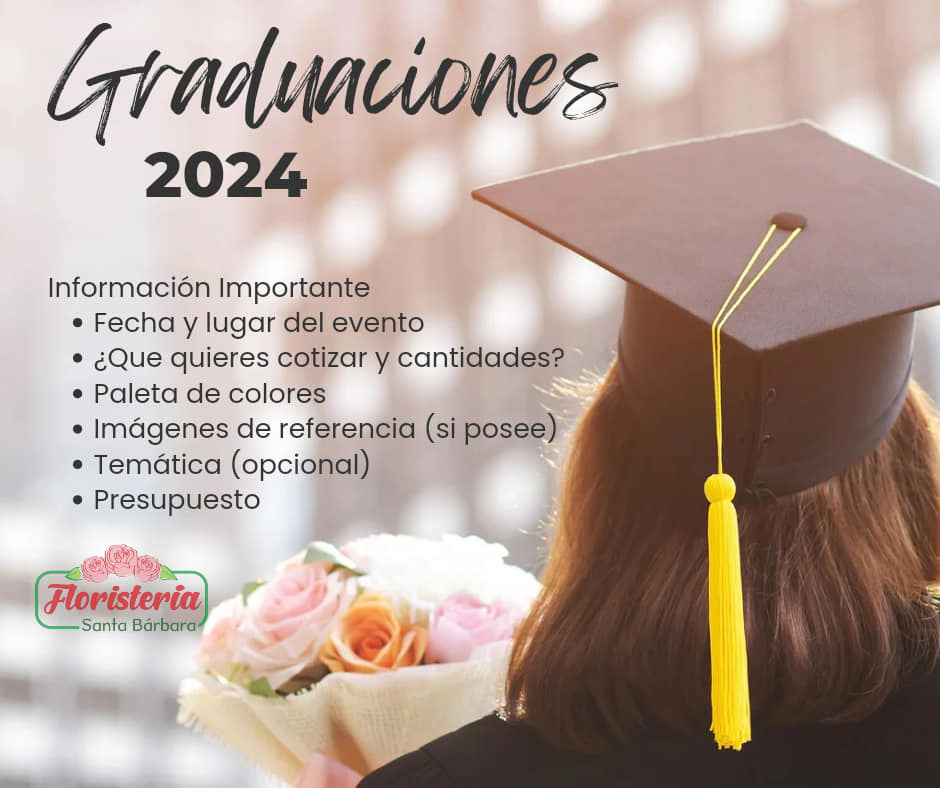 Graduaciones
2024
Información Importante
• Fecha y lugar del evento
• ¿Que quieres cotizar y cantidades?
• Paleta de colores
• Imágenes de referencia (si posee)
• Temática (opcional)
• Presupuesto
Floristeria
Santa Bárbara